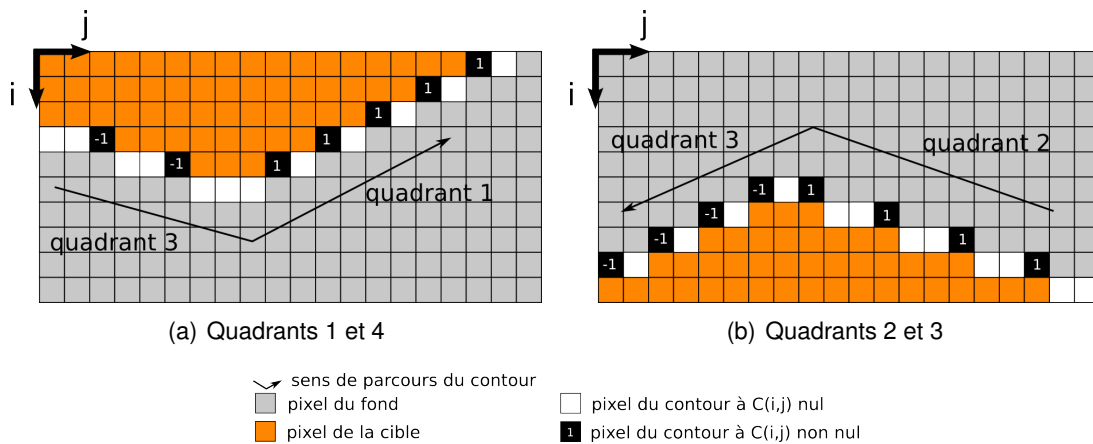 j
j
i
i
1
1
1
-1
1
-1
1
quadrant 1
quadrant 3
quadrant 3
quadrant 2
-1
1
-1
1
-1
1
-1
1
(a) Quadrants 1 et 4
(b) Quadrants 2 et 3
sens de parcours du contour
pixel du fond
pixel du contour à C(i,j) nul
pixel de la cible
1
pixel du contour à C(i,j) non nul